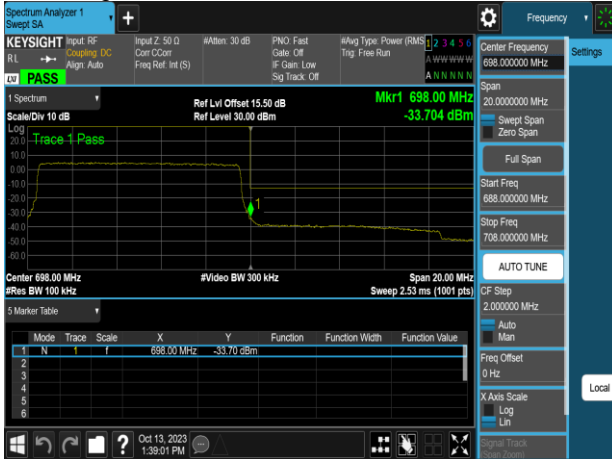 Spectrum Analyzer 1
Swept SA
+
Frequency
KEYSIGHT
RL
LXI
PASS
Input: RF
Coupling: DC
Align: Auto
Input Z: 50 Ω
Corr CCorr
Freq Ref: Int (S)
#Atten: 30 dB
PNO: Fast
Gate: Off
IF Gain: Low
Sig Track: Off
#Avg Type: Power (RMS
Trig: Free Run
1 2 3 4 5 6
A W W W W W
A N N N N N
1 Spectrum
Scale/Div 10 dB
Ref Lvl Offset 15.50 dB
Ref Level 30.00 dBm
Mkr1 698.00 MHz
-33.704 dBm
Log
Trace 1 Pass
20.0
10.0
0.00
-10.0
-20.0
-30.0
-40.0
-50.0
-60.0
1
Center 698.00 MHz
#Res BW 100 kHz
#Video BW 300 kHz
Span 20.00 MHz
Sweep 2.53 ms (1001 pts)
5 Marker Table
Mode Trace Scale X Y Function Function Width Function Value
1 N 1 f 698.00 MHz -33.70 dBm
2
3
4
5
6
Oct 13, 2023
1:39:01 PM
?
Center Frequency
698.000000 MHz
Span
20.0000000 MHz
Swept Span
Zero Span
Full Span
Start Freq
688.000000 MHz
Stop Freq
708.000000 MHz
AUTO TUNE
CF Step
2.000000 MHz
Auto
Man
Freq Offset
0 Hz
X Axis Scale
Log
Lin
Signal Track
(Span Zoom)
Settings
Local